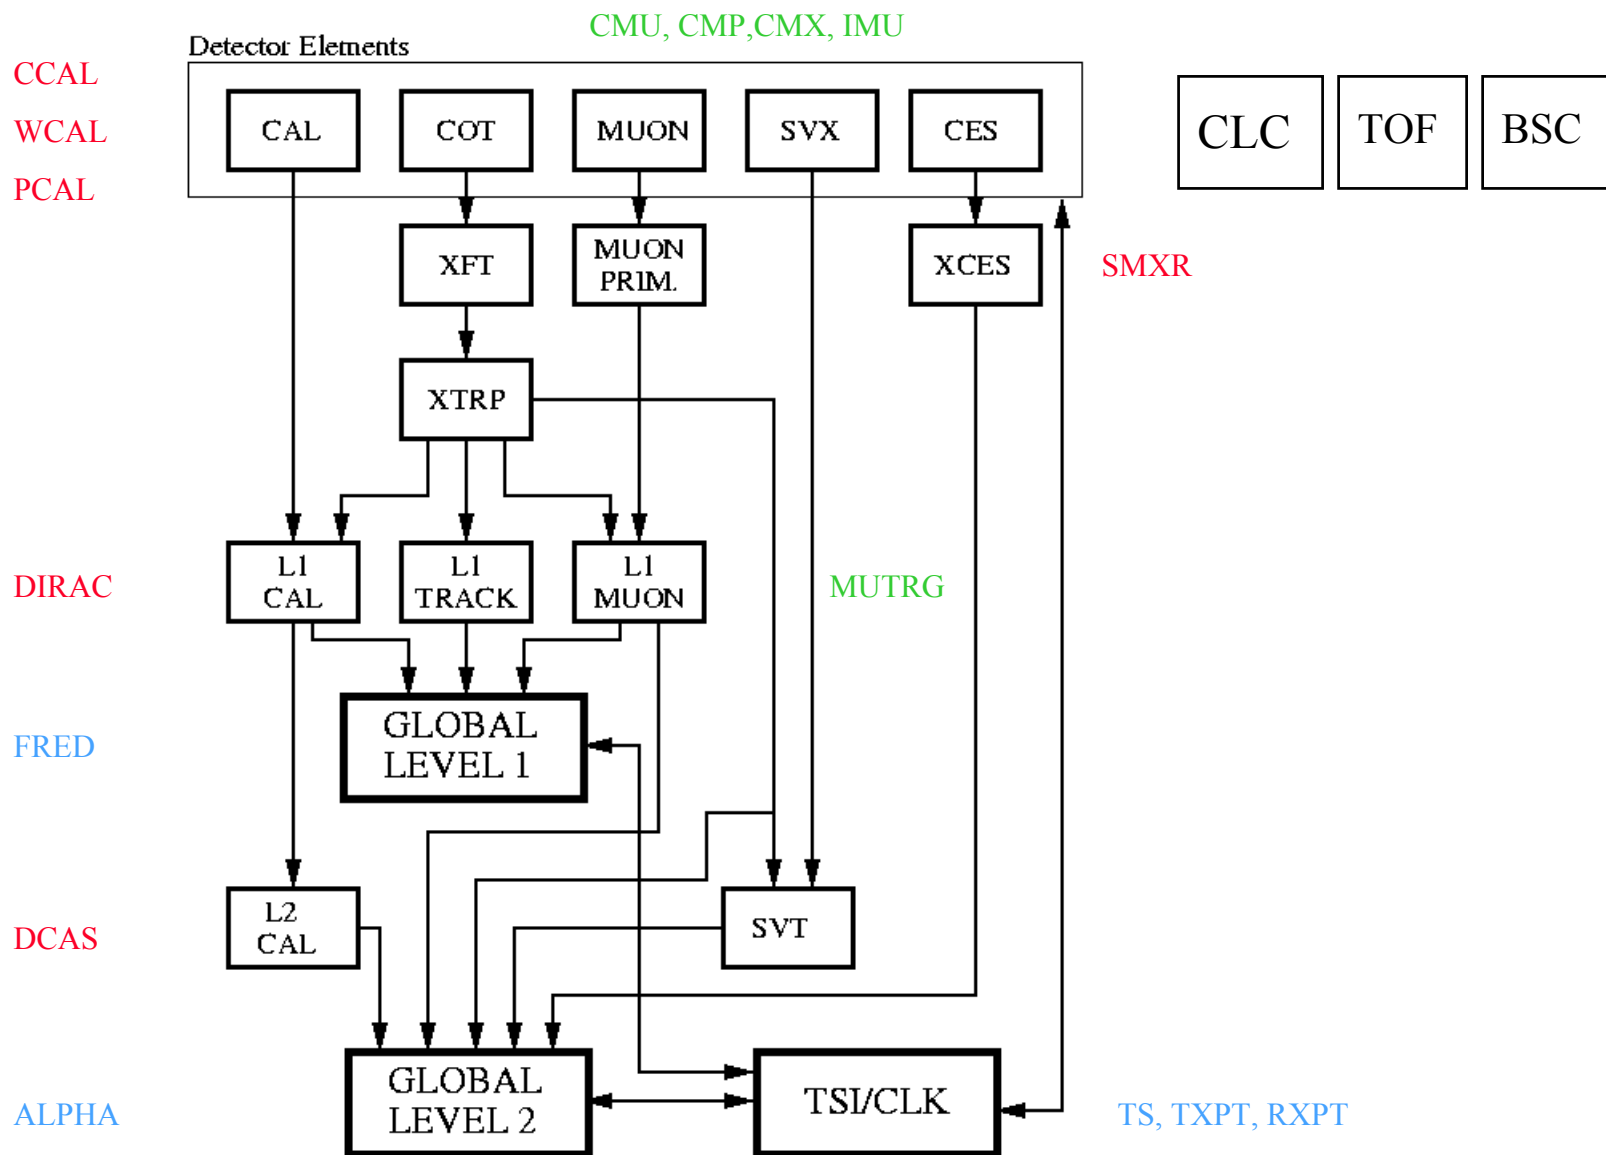 CMU, CMP,CMX, IMU
Detector Elements
CCAL
WCAL
PCAL
CAL
COT
MUON
SVX
CES
CLC
TOF
BSC
XFT
MUON
PRIM.
XCES
SMXR
XTRP
DIRAC
L1
CAL
L1
TRACK
L1
MUON
MUTRG
FRED
GLOBAL
LEVEL 1
DCAS
L2
CAL
SVT
ALPHA
GLOBAL
LEVEL 2
TSI/CLK
TS, TXPT, RXPT